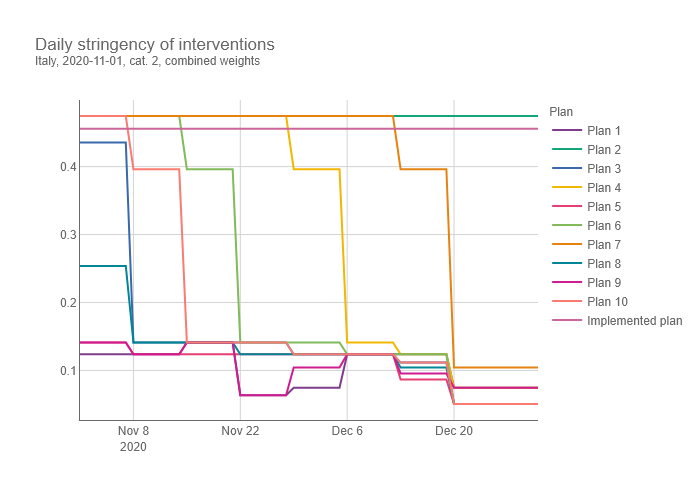 Daily stringency of interventions
Italy, 2020-11-01, cat. 2, combined weights
Plan
Plan 1
Plan 2
Plan 3
Plan 4
Plan 5
Plan 6
Plan 7
Plan 8
Plan 9
Plan 10
Implemented plan
0.4
0.3
0.2
0.1
Nov 8
2020
Nov 22
Dec 6
Dec 20